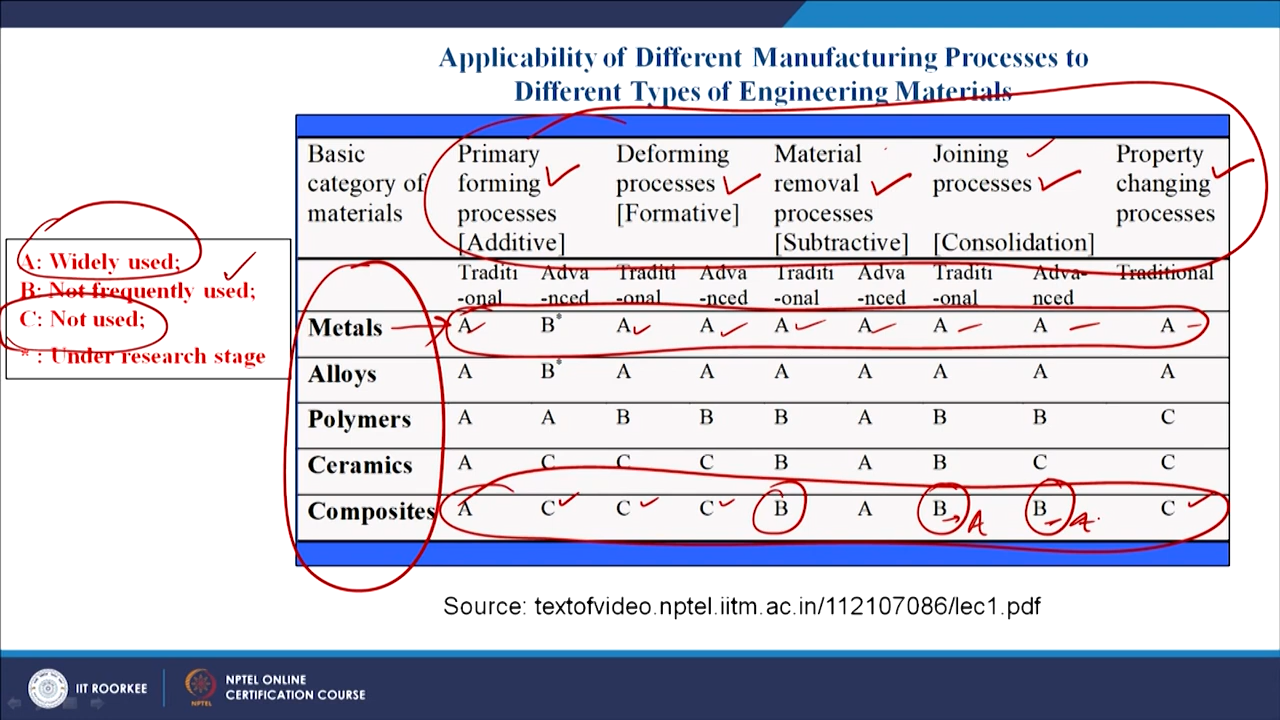 Applicability of Different Manufacturing Processes to
Different Types of Engineering Materials
Basic category of materials | Primary forming processes [Additive] | Deforming processes [Formative] | Material removal processes [Subtractive] | Joining processes [Consolidation] | Property changing processes
Traditi-onal | Adva-nced | Traditi-onal | Adva-nced | Traditi-onal | Adva-nced | Traditi-onal | Adva-nced | Traditional
Metals A B* A A A A A A A
Alloys A B* A A A A A A A
Polymers A A B B B A B B C
Ceramics A C C C B A B C C
Composites A C C C B A B A B A C
A: Widely used;
B: Not frequently used;
C: Not used;
* : Under research stage
Source: textofvideo.nptel.iitm.ac.in/112107086/lec1.pdf
IIT ROORKEE
NPTEL
NPTEL ONLINE
CERTIFICATION COURSE